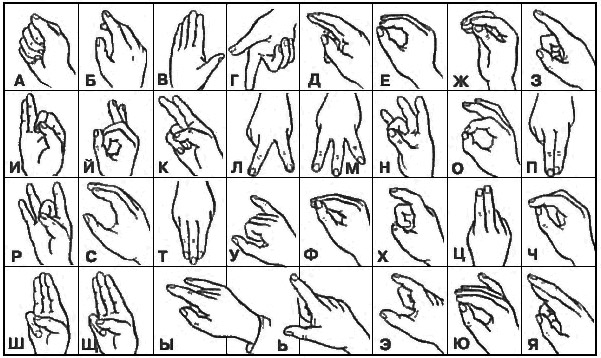 А Б В Г Д Е Ж З
И Й К Л М Н О П
Р С Т У Ф Х Ц Ч
Ш Щ Ы Ь Э Ю Я